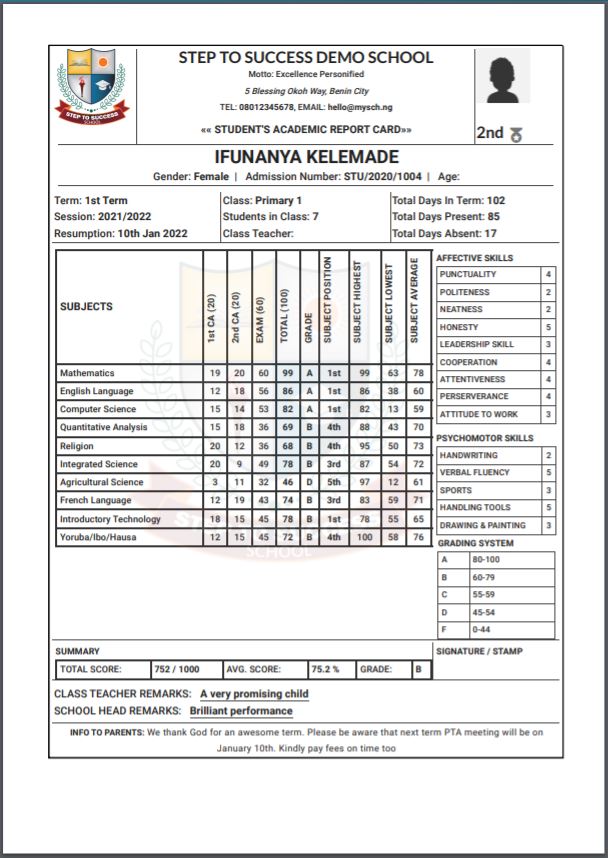 STEP TO SUCCESS
SCHOOL
STEP TO SUCCESS DEMO SCHOOL
Motto: Excellence Personified
5 Blessing Okoh Way, Benin City
TEL: 08012345678, EMAIL: hello@mysch.ng
«« STUDENT'S ACADEMIC REPORT CARD»»
2nd
IFUNANYA KELEMADE
Gender: Female | Admission Number: STU/2020/1004 | Age:
Term: 1st Term
Session: 2021/2022
Resumption: 10th Jan 2022
Class: Primary 1
Students in Class: 7
Class Teacher:
Total Days In Term: 102
Total Days Present: 85
Total Days Absent: 17
SUBJECTS 1st CA (20) 2nd CA (20) EXAM (60) TOTAL (100) GRADE SUBJECT POSITION SUBJECT HIGHEST SUBJECT LOWEST SUBJECT AVERAGE
Mathematics 19 20 60 99 A 1st 99 63 78
English Language 12 18 56 86 A 1st 86 38 60
Computer Science 15 14 53 82 A 1st 82 13 59
Quantitative Analysis 15 18 36 69 B 4th 88 43 70
Religion 20 12 36 68 B 4th 95 50 73
Integrated Science 20 9 49 78 B 3rd 87 54 72
Agricultural Science 3 11 32 46 D 5th 97 12 61
French Language 12 19 43 74 B 3rd 83 59 71
Introductory Technology 18 15 45 78 B 1st 78 55 65
Yoruba/Ibo/Hausa 12 15 45 72 B 4th 100 58 76
SCHOOL
AFFECTIVE SKILLS
PUNCTUALITY 4
POLITENESS 2
NEATNESS 2
HONESTY 5
LEADERSHIP SKILL 3
COOPERATION 4
ATTENTIVENESS 4
PERSERVERANCE 4
ATTITUDE TO WORK 3
PSYCHOMOTOR SKILLS
HANDWRITING 2
VERBAL FLUENCY 5
SPORTS 3
HANDLING TOOLS 5
DRAWING & PAINTING 3
GRADING SYSTEM
A 80-100
B 60-79
C 55-59
D 45-54
F 0-44
SUMMARY
TOTAL SCORE: 752 / 1000 AVG. SCORE: 75.2 % GRADE: B
SIGNATURE / STAMP
CLASS TEACHER REMARKS: A very promising child
SCHOOL HEAD REMARKS: Brilliant performance
INFO TO PARENTS: We thank God for an awesome term. Please be aware that next term PTA meeting will be on
January 10th. Kindly pay fees on time too